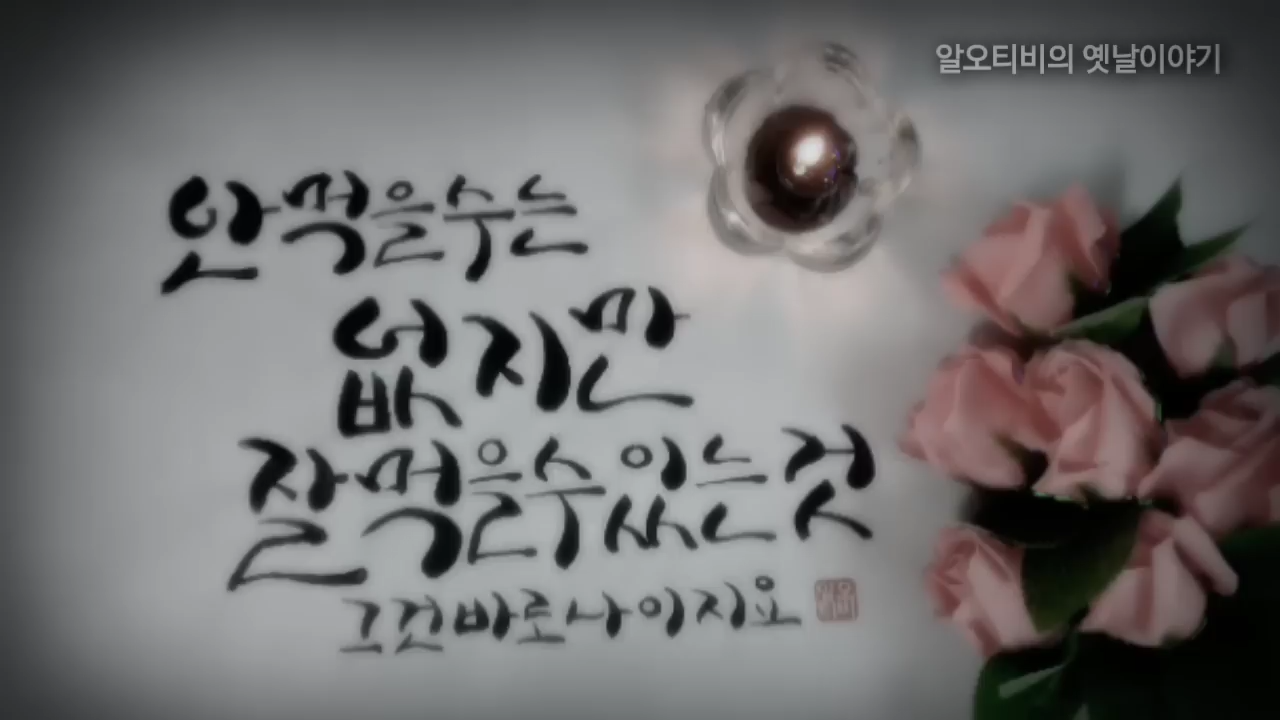 알오티비의 옛날이야기
안먹을수는
없지만
잘먹을수있는것
그건바로나이지요